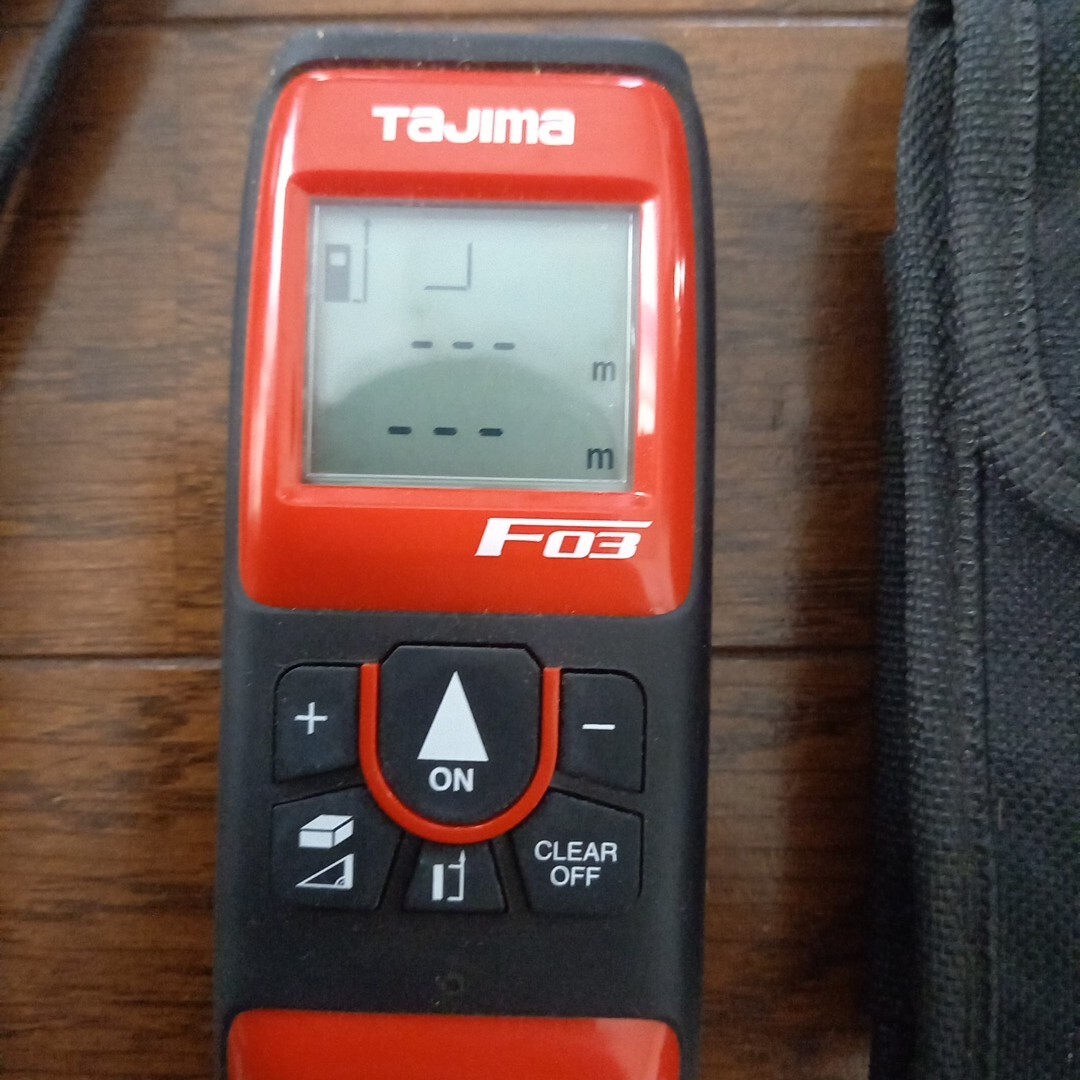 TaJima
--- m
--- m
F03
+
−
ON
CLEAR
OFF